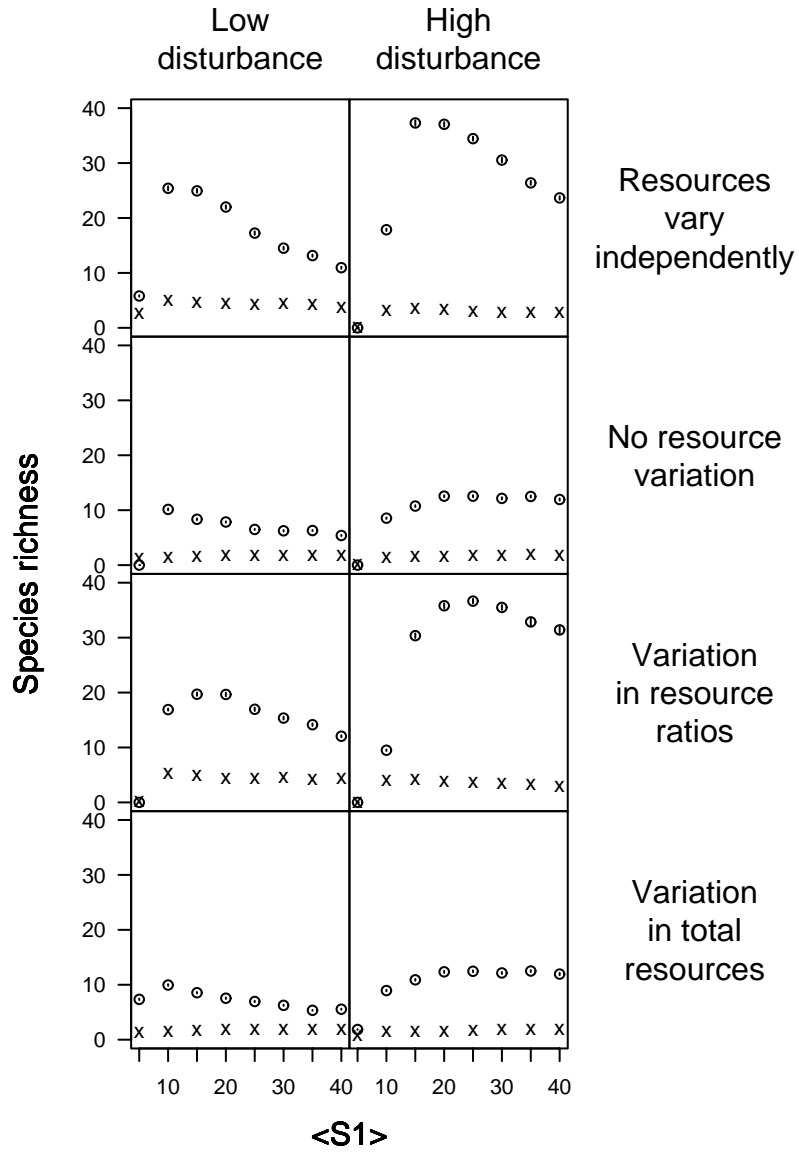 Low
disturbance
High
disturbance
40
30
20
10
0
Resources
vary
independently
40
30
20
10
0
No resource
variation
40
30
20
10
0
Variation
in resource
ratios
40
30
20
10
0
Variation
in total
resources
Species richness
10 20 30 40 10 20 30 40
<S1>